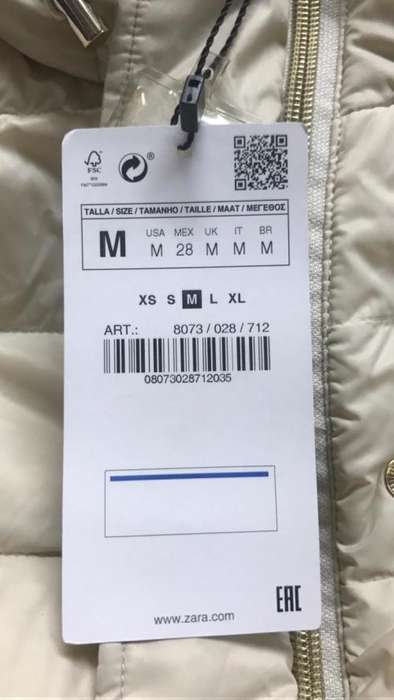 FSC
TALLA / SIZE / TAMANHO / TAILLE / MAAT / ΜΕΓΕΘΟΣ
M
USA MEX UK IT BR
M 28 M M M
XS S M L XL
ART.: 8073 / 028 / 712
08073028712035
www.zara.com
EAC